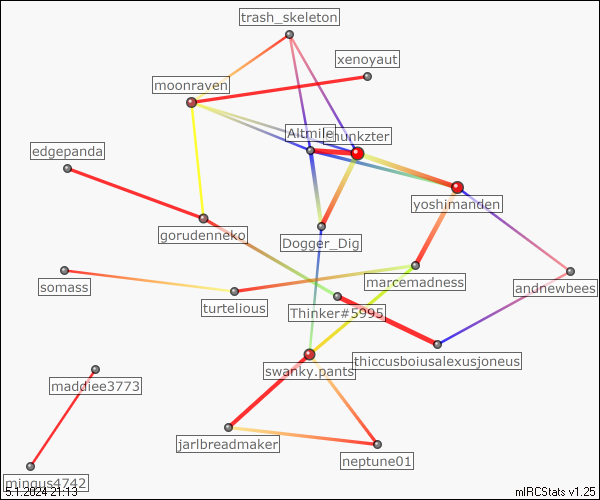 trash_skeleton
xenoyaut
moonraven
Altmile
hunkzter
edgepanda
yoshimanden
gorudenneko
Dogger_Dig
marcemadness
somass
andnewbees
turtelious
Thinker#5995
thiccusboiusalexusjoneus
swanky.pants
maddiee3773
jarlbreadmaker
neptune01
mingus4742
5.1.2024 21:13
mIRCStats v1.25